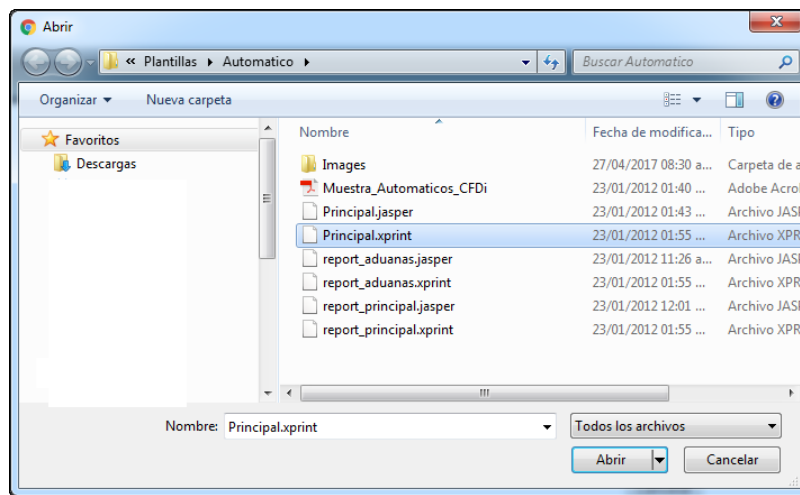 Abrir
« Plantillas Automatico
Buscar Automatico
Organizar Nueva carpeta
Favoritos
Descargas
Nombre Fecha de modifica... Tipo
Images 27/04/2017 08:30 a... Carpeta de a
Muestra_Automaticos_CFDi 23/01/2012 01:40 ... Adobe Acrol
Principal.jasper 23/01/2012 01:43 ... Archivo JASI
Principal.xprint 23/01/2012 01:55 ... Archivo XPR
report_aduanas.jasper 23/01/2012 11:26 a... Archivo JASI
report_aduanas.xprint 23/01/2012 01:55 ... Archivo XPR
report_principal.jasper 23/01/2012 12:01 ... Archivo JASI
report_principal.xprint 23/01/2012 01:55 ... Archivo XPR
Nombre: Principal.xprint Todos los archivos
Abrir Cancelar